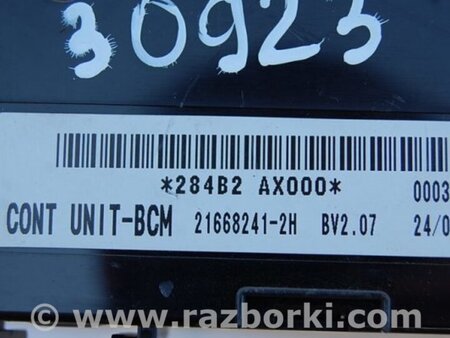 30923
*284B2 AX000* 0003
CONT UNIT-BCM 21668241-2H BV2.07 24/0
© www.razborki.com